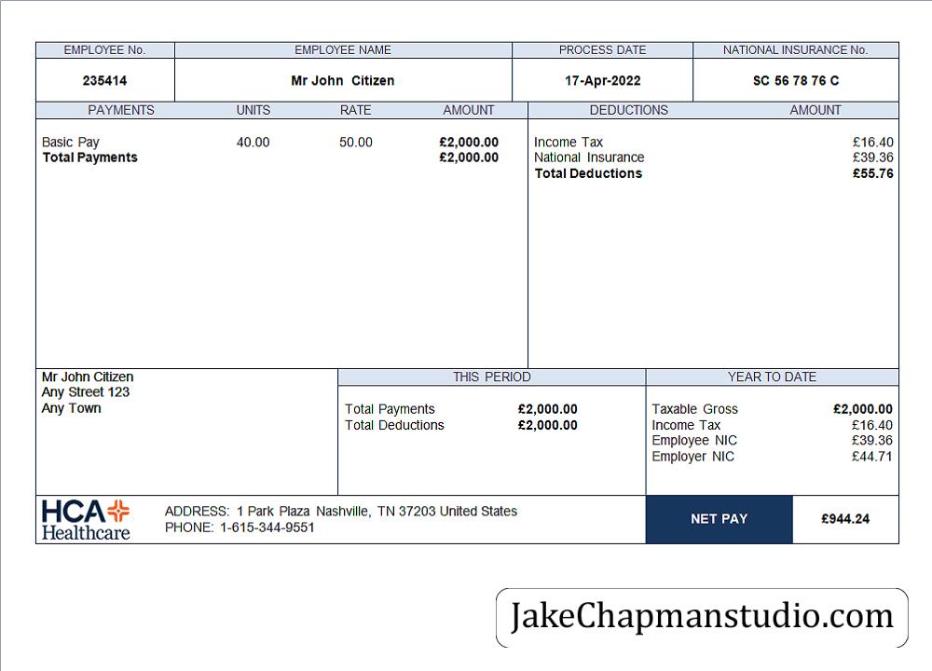 EMPLOYEE No. EMPLOYEE NAME PROCESS DATE NATIONAL INSURANCE No.
235414 Mr John Citizen 17-Apr-2022 SC 56 78 76 C
PAYMENTS UNITS RATE AMOUNT DEDUCTIONS AMOUNT
Basic Pay 40.00 50.00 £2,000.00 Income Tax £16.40
Total Payments £2,000.00 National Insurance £39.36
Total Deductions £55.76
Mr John Citizen THIS PERIOD YEAR TO DATE
Any Street 123
Any Town Total Payments £2,000.00 Taxable Gross £2,000.00
Total Deductions £2,000.00 Income Tax £16.40
Employee NIC £39.36
Employer NIC £44.71
HCA Healthcare
ADDRESS: 1 Park Plaza Nashville, TN 37203 United States
PHONE: 1-615-344-9551
NET PAY £944.24
JakeChapmanstudio.com